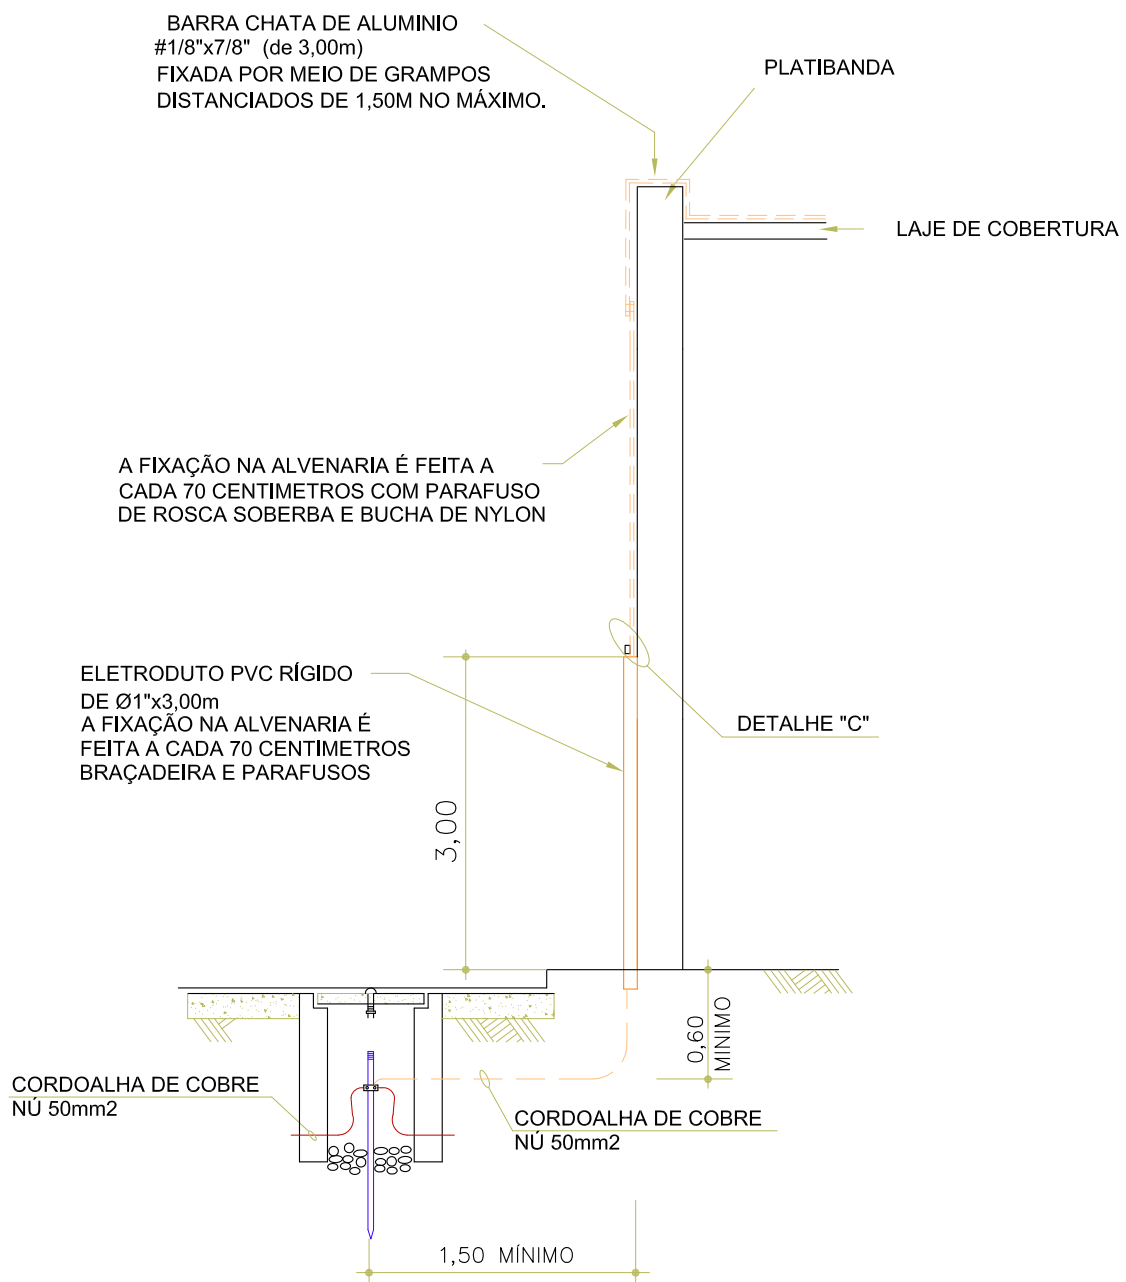 BARRA CHATA DE ALUMINIO
#1/8"x7/8" (de 3,00m)
FIXADA POR MEIO DE GRAMPOS
DISTANCIADOS DE 1,50M NO MÁXIMO.
PLATIBANDA
LAJE DE COBERTURA
A FIXAÇÃO NA ALVENARIA É FEITA A
CADA 70 CENTIMETROS COM PARAFUSO
DE ROSCA SOBERBA E BUCHA DE NYLON
ELETRODUTO PVC RÍGIDO
DE Ø1"x3,00m
A FIXAÇÃO NA ALVENARIA É
FEITA A CADA 70 CENTIMETROS
BRAÇADEIRA E PARAFUSOS
DETALHE "C"
3,00
0,60
MINIMO
CORDOALHA DE COBRE
NÚ 50mm2
CORDOALHA DE COBRE
NÚ 50mm2
1,50 MÍNIMO